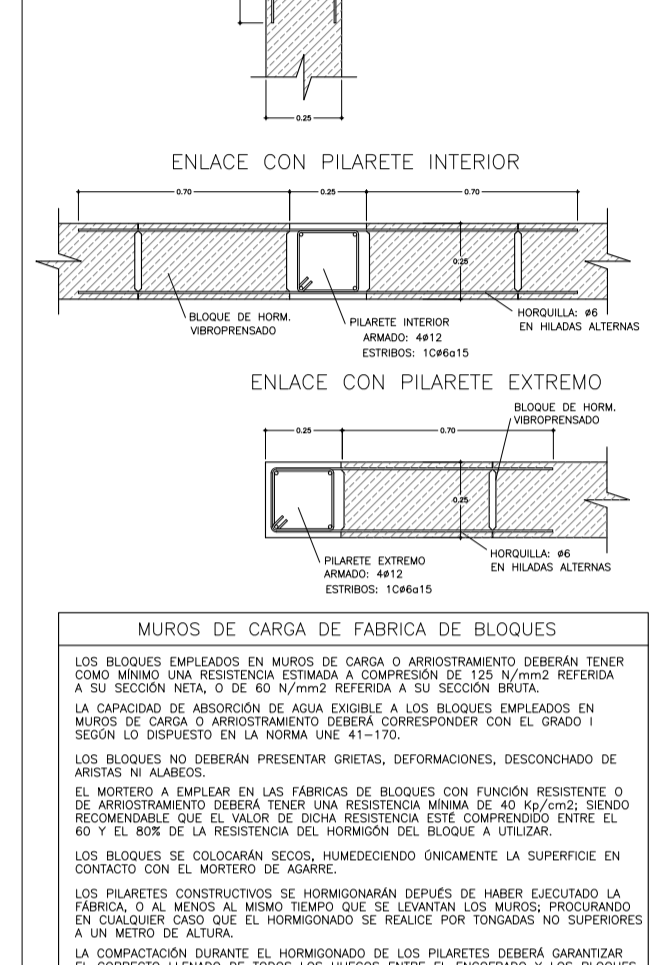 0.25
ENLACE CON PILARETE INTERIOR
0.70
0.25
0.70
0.25
BLOQUE DE HORM.
VIBROPRENSADO
PILARETE INTERIOR
ARMADO: 4ø12
ESTRIBOS: 1Cø6a15
HORQUILLA: ø6
EN HILADAS ALTERNAS
ENLACE CON PILARETE EXTREMO
BLOQUE DE HORM.
VIBROPRENSADO
0.25
0.70
0.25
PILARETE EXTREMO
ARMADO: 4ø12
ESTRIBOS: 1Cø6a15
HORQUILLA: ø6
EN HILADAS ALTERNAS
MUROS DE CARGA DE FABRICA DE BLOQUES
LOS BLOQUES EMPLEADOS EN MUROS DE CARGA O ARRIOSTRAMIENTO DEBERÁN TENER
COMO MÍNIMO UNA RESISTENCIA ESTIMADA A COMPRESIÓN DE 125 N/mm2 REFERIDA
A SU SECCIÓN NETA, O DE 60 N/mm2 REFERIDA A SU SECCIÓN BRUTA.
LA CAPACIDAD DE ABSORCIÓN DE AGUA EXIGIBLE A LOS BLOQUES EMPLEADOS EN
MUROS DE CARGA O ARRIOSTRAMIENTO DEBERÁ CORRESPONDER CON EL GRADO I
SEGÚN LO DISPUESTO EN LA NORMA UNE 41-170.
LOS BLOQUES NO DEBERÁN PRESENTAR GRIETAS, DEFORMACIONES, DESCONCHADO DE
ARISTAS NI ALABEOS.
EL MORTERO A EMPLEAR EN LAS FÁBRICAS DE BLOQUES CON FUNCIÓN RESISTENTE O
DE ARRIOSTRAMIENTO DEBERÁ TENER UNA RESISTENCIA MÍNIMA DE 40 Kp/cm2; SIENDO
RECOMENDABLE QUE EL VALOR DE DICHA RESISTENCIA ESTÉ COMPRENDIDO ENTRE EL
60 Y EL 80% DE LA RESISTENCIA DEL HORMIGÓN DEL BLOQUE A UTILIZAR.
LOS BLOQUES SE COLOCARÁN SECOS, HUMEDECIENDO ÚNICAMENTE LA SUPERFICIE EN
CONTACTO CON EL MORTERO DE AGARRE.
LOS PILARETES CONSTRUCTIVOS SE HORMIGONARÁN DEPUÉS DE HABER EJECUTADO LA
FÁBRICA, O AL MENOS AL MISMO TIEMPO QUE SE LEVANTAN LOS MUROS; PROCURANDO
EN CUALQUIER CASO QUE EL HORMIGONADO SE REALICE POR TONGADAS NO SUPERIORES
A UN METRO DE ALTURA.
LA COMPACTACIÓN DURANTE EL HORMIGONADO DE LOS PILARETES DEBERÁ GARANTIZAR
EL CORRECTO LLENADO DE TODOS LOS HUECOS ENTRE EL ENCOFRADO Y LOS BLOQUES